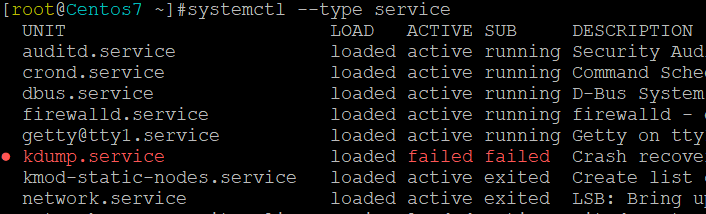 [root@Centos7 ~]#systemctl --type service
UNIT LOAD ACTIVE SUB DESCRIPTION
auditd.service loaded active running Security Aud
crond.service loaded active running Command Sche
dbus.service loaded active running D-Bus System
firewalld.service loaded active running firewalld -
getty@tty1.service loaded active running Getty on tty
● kdump.service loaded failed failed Crash recove
kmod-static-nodes.service loaded active exited Create list
network.service loaded active exited LSB: Bring up